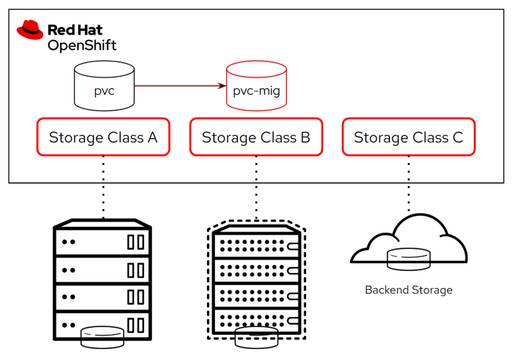 Red Hat
OpenShift
pvc
pvc-mig
Storage Class A
Storage Class B
Storage Class C
Backend Storage